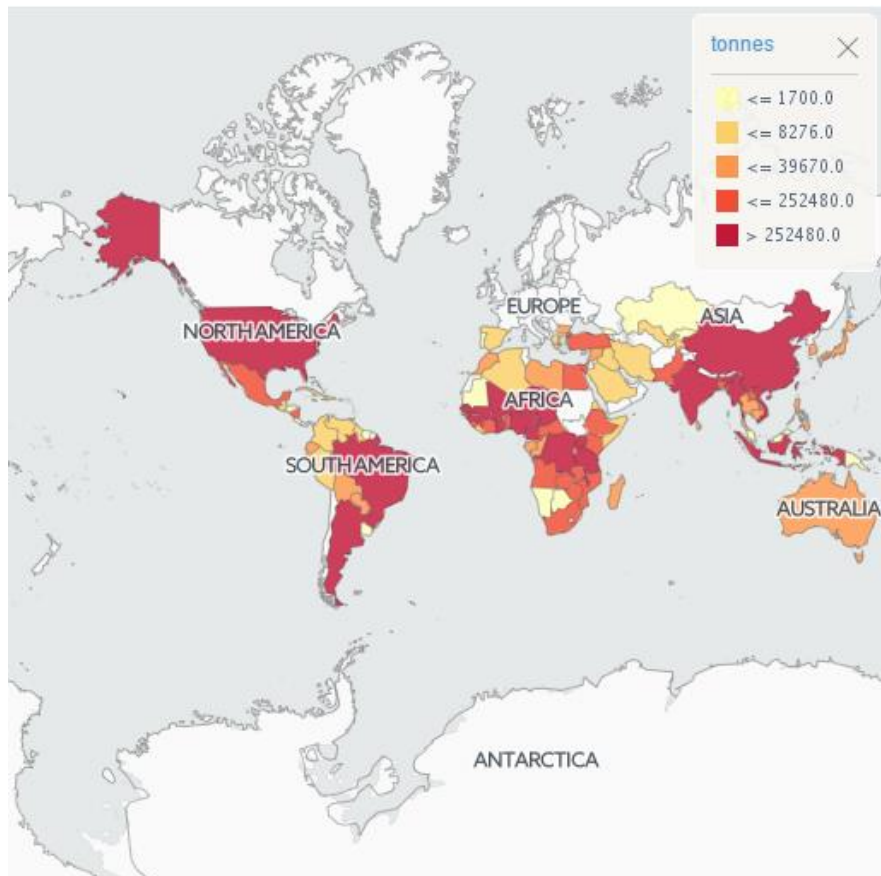 tonnes
<= 1700.0
<= 8276.0
<= 39670.0
<= 252480.0
> 252480.0
EUROPE
ASIA
NORTH AMERICA
AFRICA
SOUTH AMERICA
AUSTRALIA
ANTARCTICA